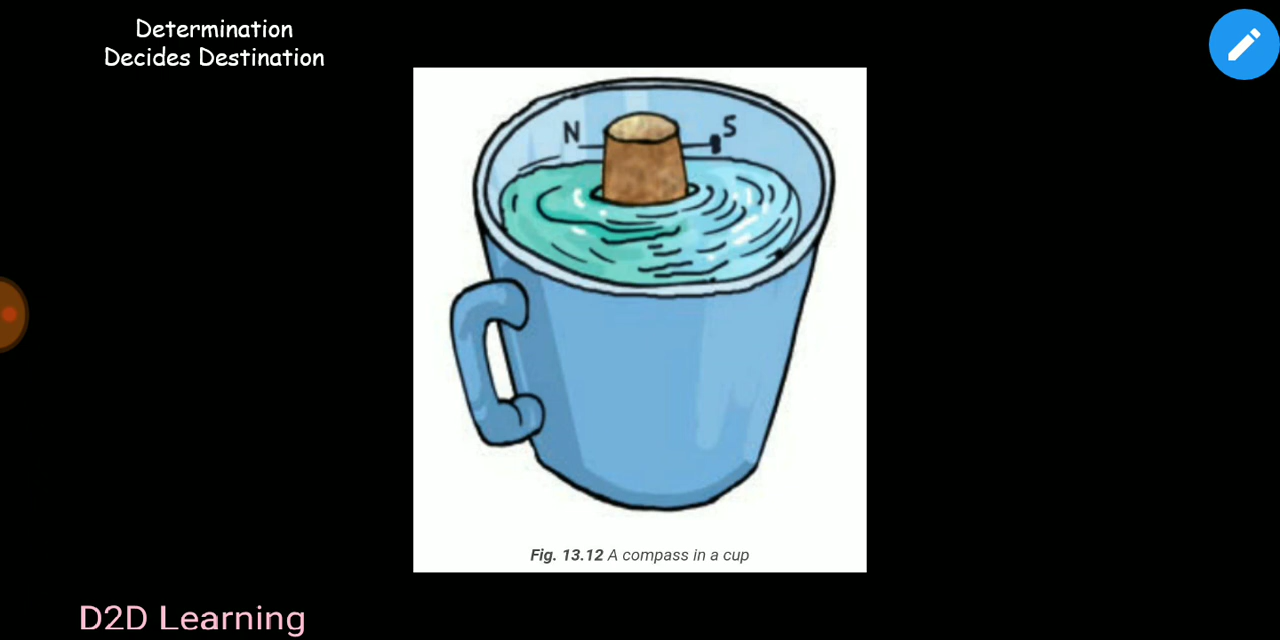 Determination
Decides Destination
N
S
Fig. 13.12 A compass in a cup
D2D Learning